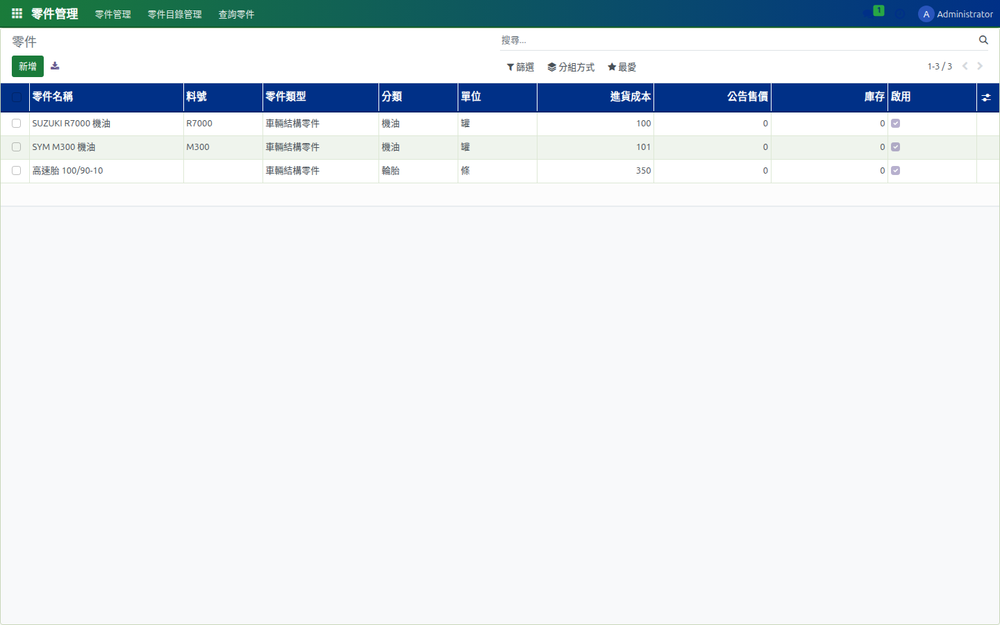 零件管理 零件管理 零件目錄管理 查詢零件 1 A Administrator
零件 搜尋...
新增 篩選 分組方式 最愛 1-3 / 3
零件名稱 料號 零件類型 分類 單位 進貨成本 公告售價 庫存 啟用
SUZUKI R7000 機油 R7000 車輛結構零件 機油 罐 100 0 0
SYM M300 機油 M300 車輛結構零件 機油 罐 101 0 0
高速胎 100/90-10 車輛結構零件 輪胎 條 350 0 0